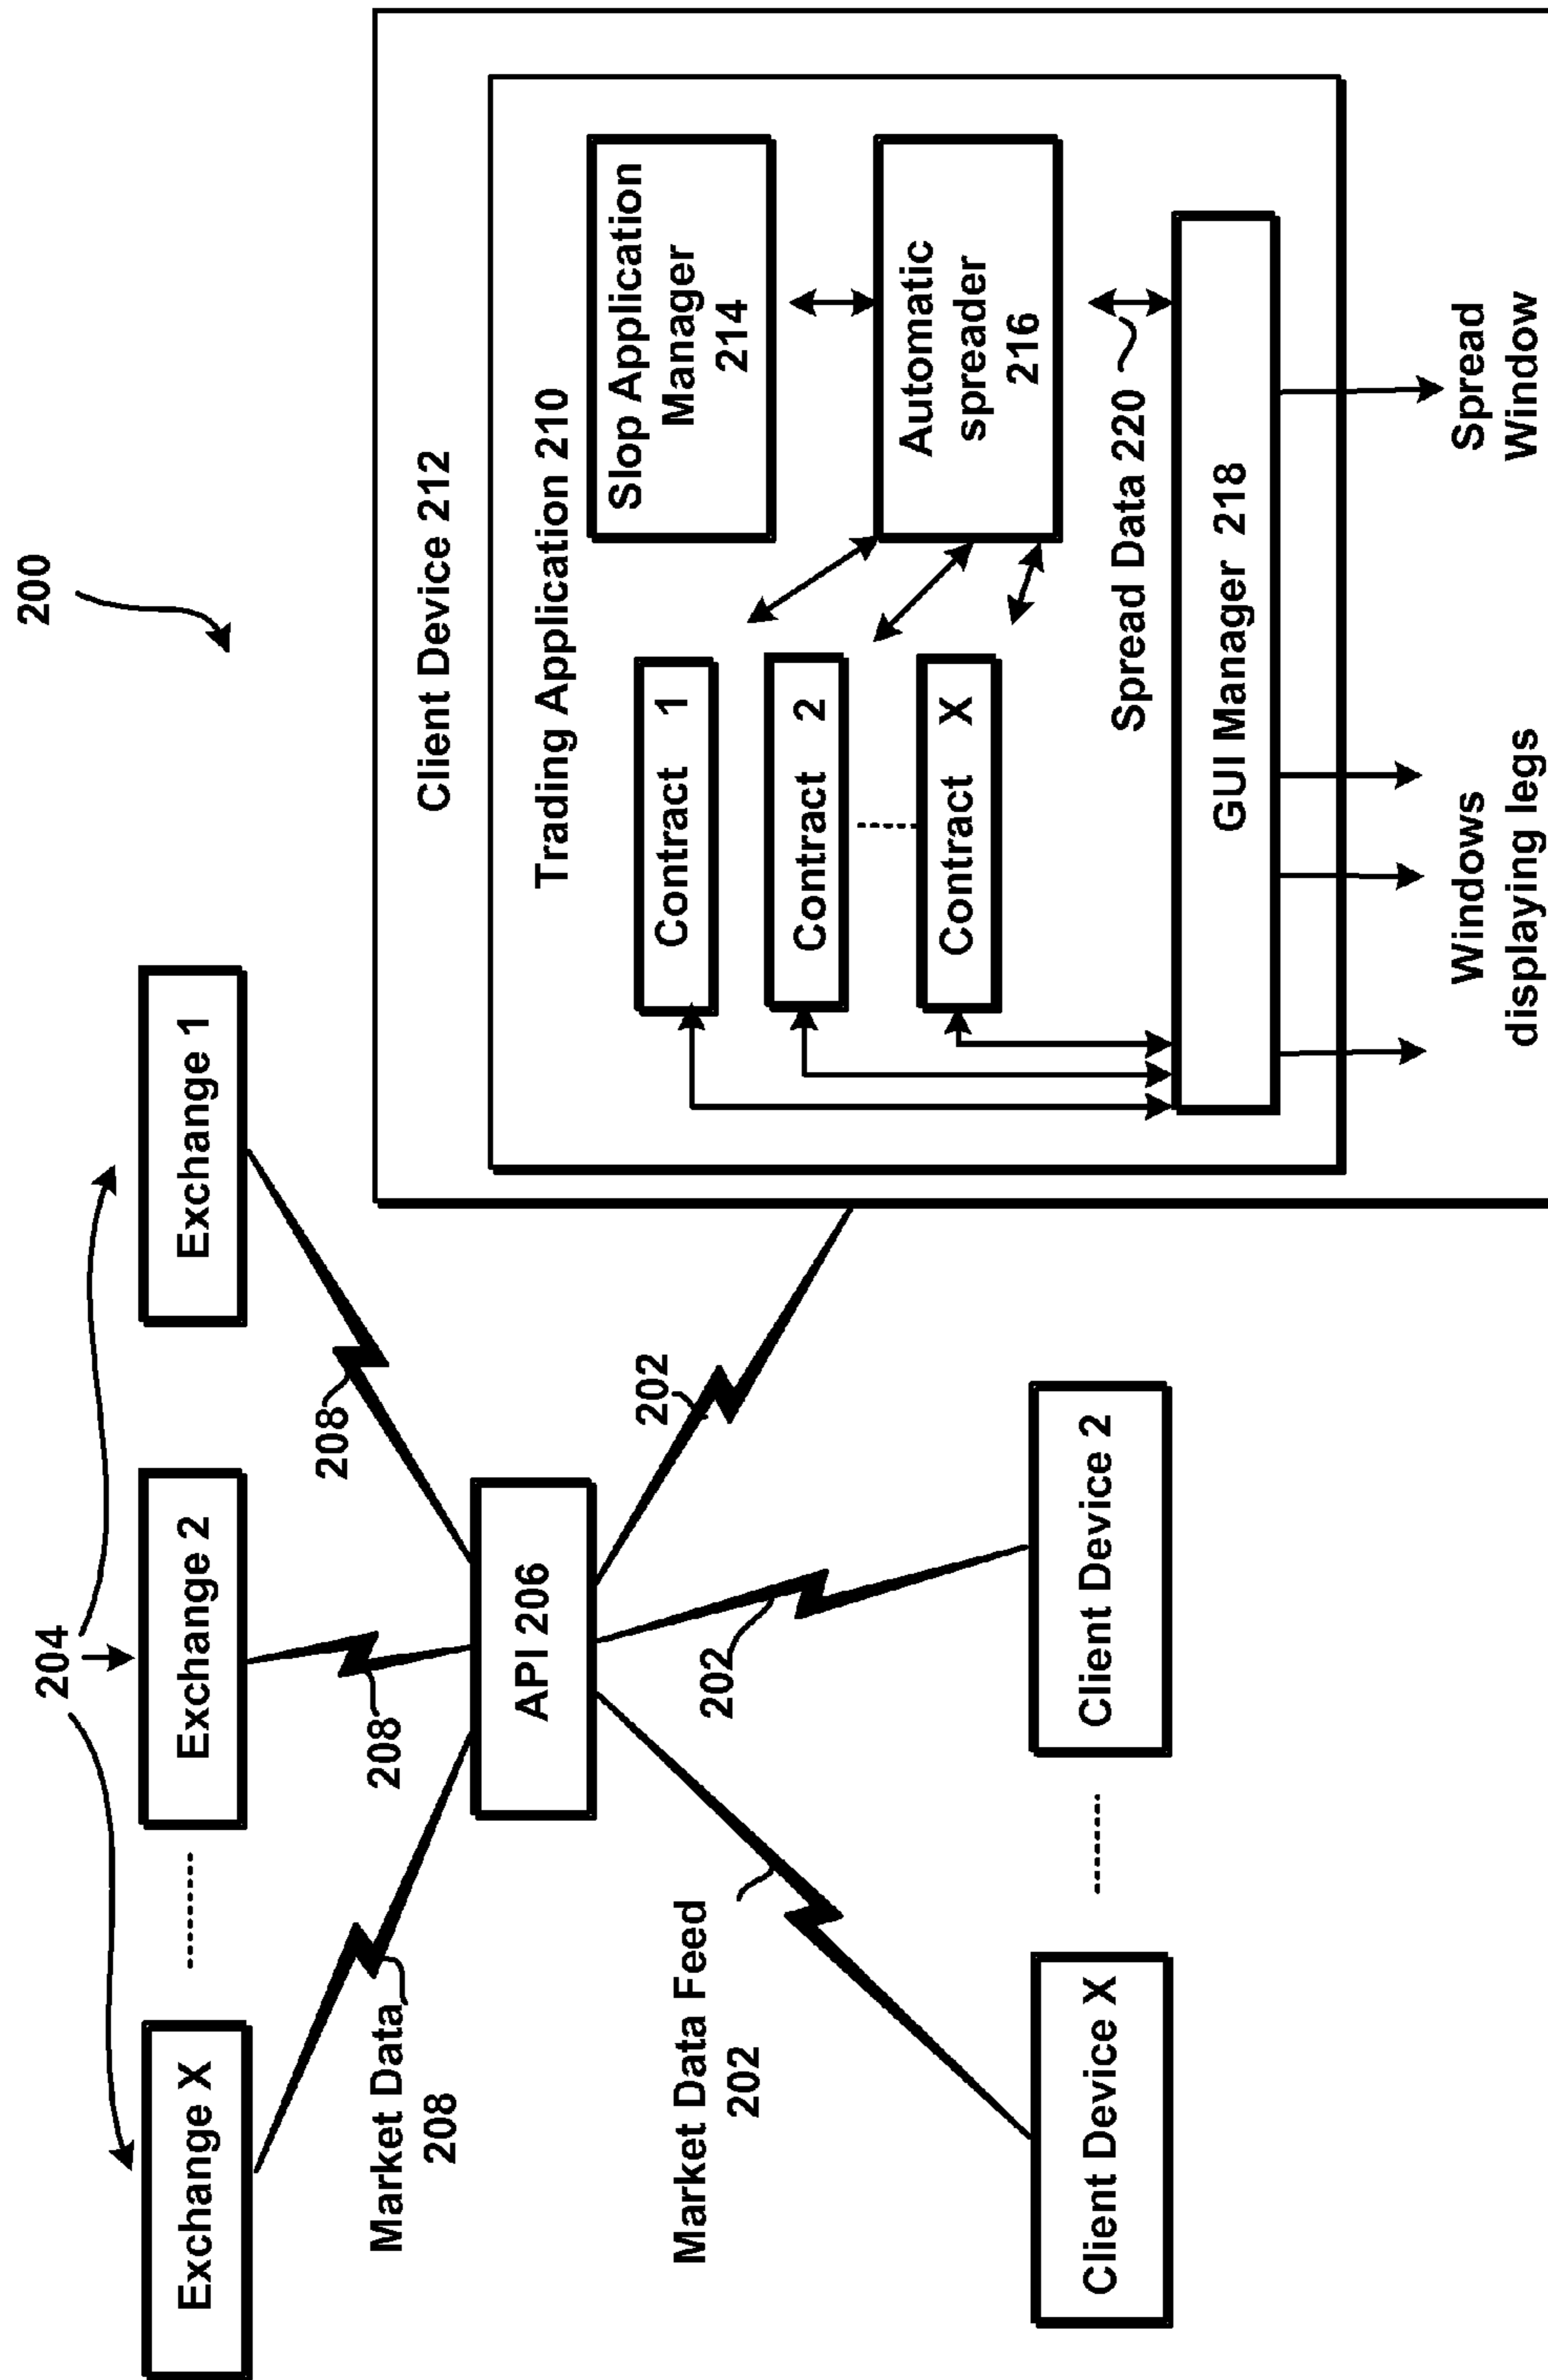 200
204
Exchange X
Exchange 2
Exchange 1
Market Data
208
208
208
API 206
Market Data Feed
202
202
202
Client Device X
Client Device 2
Client Device 212
Trading Application 210
Contract 1
Contract 2
Contract X
Slop Application
Manager
214
Automatic
spreader
216
Spread Data 220
GUI Manager 218
Windows
displaying legs
Spread
Window